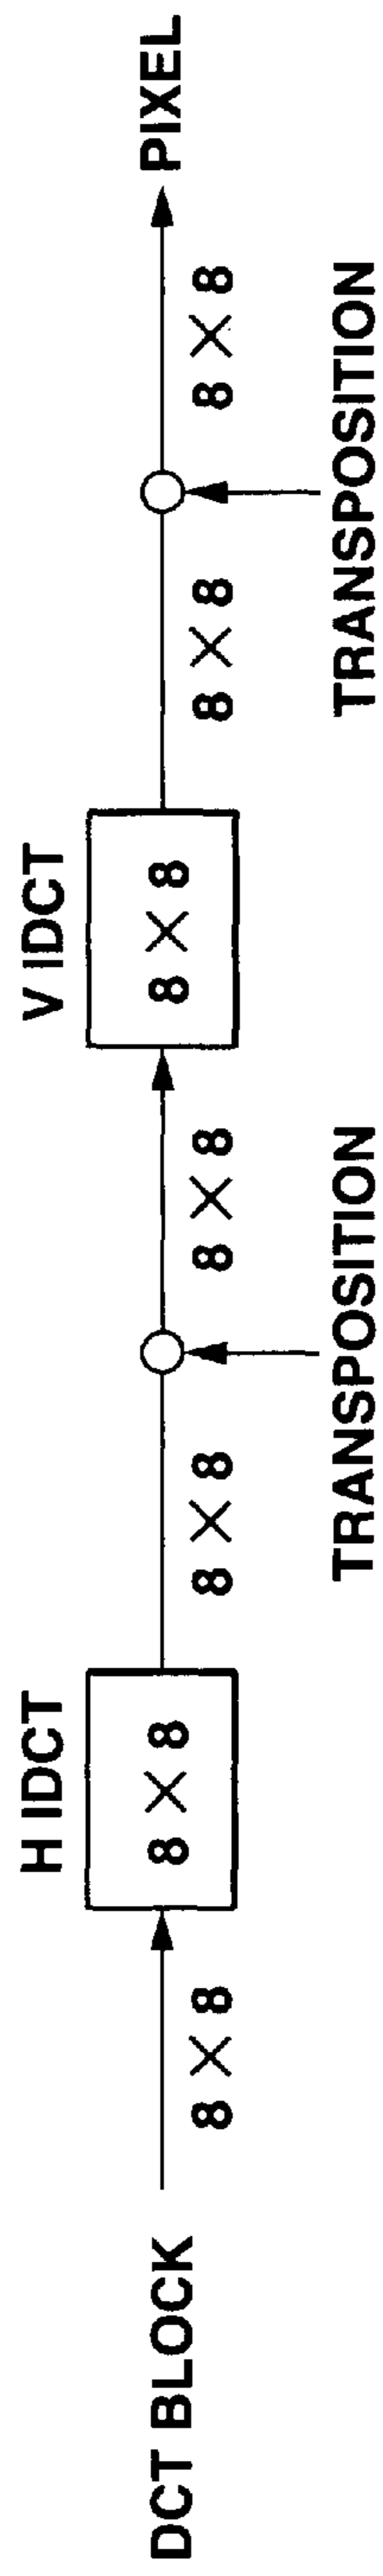 DCT BLOCK
8 × 8
H IDCT
8 × 8
8 × 8
TRANSPOSITION
8 × 8
V IDCT
8 × 8
8 × 8
TRANSPOSITION
8 × 8
PIXEL